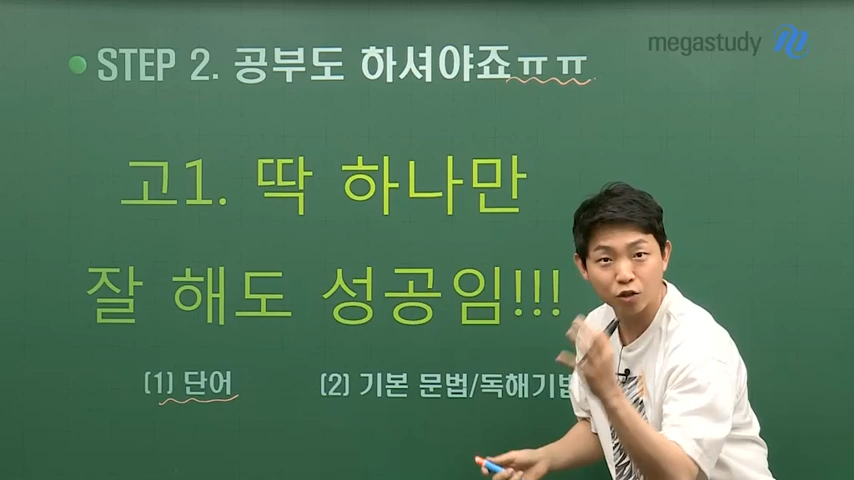 megastudy
STEP 2. 공부도 하셔야죠ㅠㅠ
고1. 딱 하나만
잘 해도 성공임!!!
(1) 단어 (2) 기본 문법/독해기법